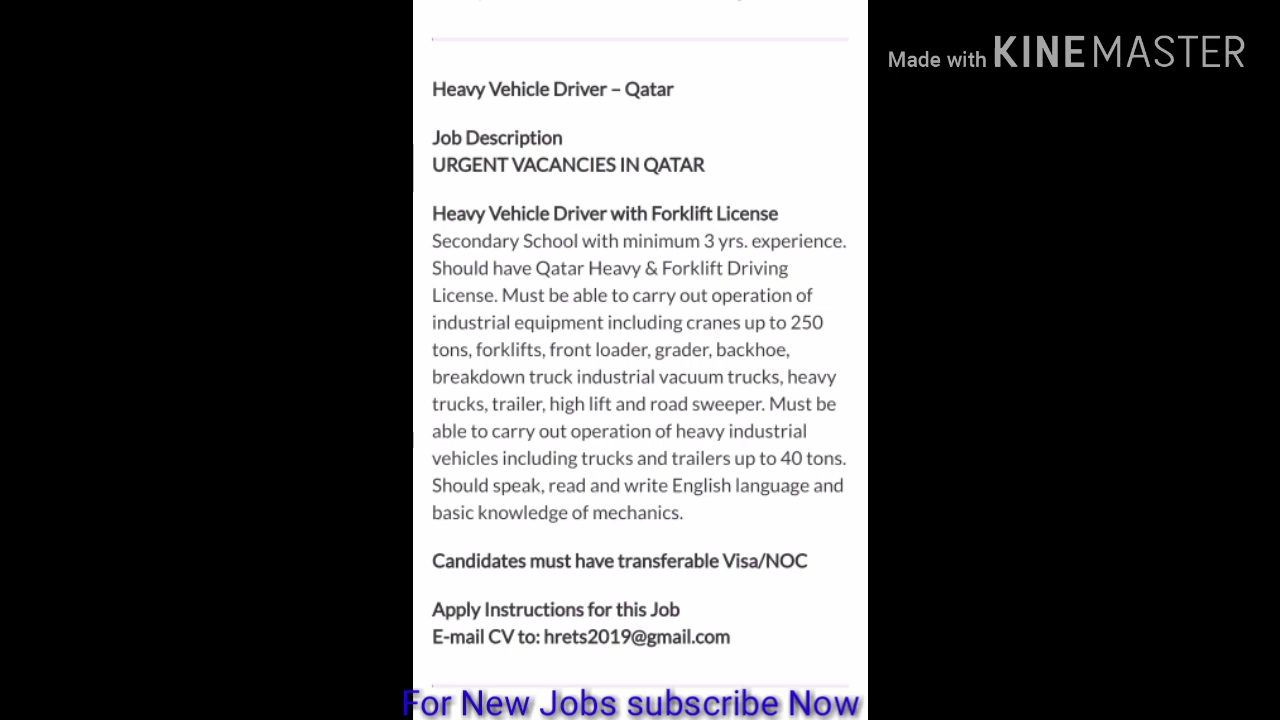 Made with KINEMASTER
Heavy Vehicle Driver – Qatar
Job Description
URGENT VACANCIES IN QATAR
Heavy Vehicle Driver with Forklift License
Secondary School with minimum 3 yrs. experience.
Should have Qatar Heavy & Forklift Driving
License. Must be able to carry out operation of
industrial equipment including cranes up to 250
tons, forklifts, front loader, grader, backhoe,
breakdown truck industrial vacuum trucks, heavy
trucks, trailer, high lift and road sweeper. Must be
able to carry out operation of heavy industrial
vehicles including trucks and trailers up to 40 tons.
Should speak, read and write English language and
basic knowledge of mechanics.
Candidates must have transferable Visa/NOC
Apply Instructions for this Job
E-mail CV to: hrets2019@gmail.com
For New Jobs subscribe Now